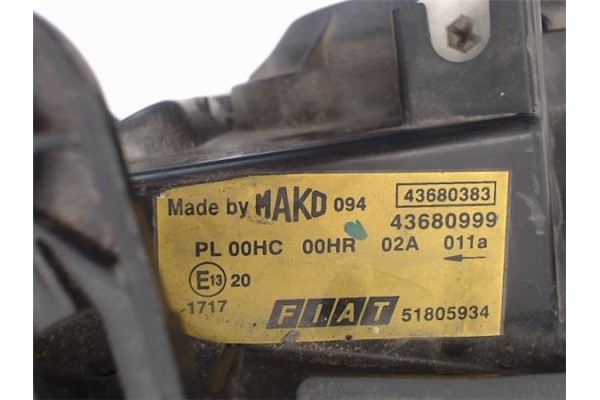 Made by MAKO 094 43680383
43680999
PL 00HC 00HR 02A 011a
E13 20
1717
FIAT 51805934